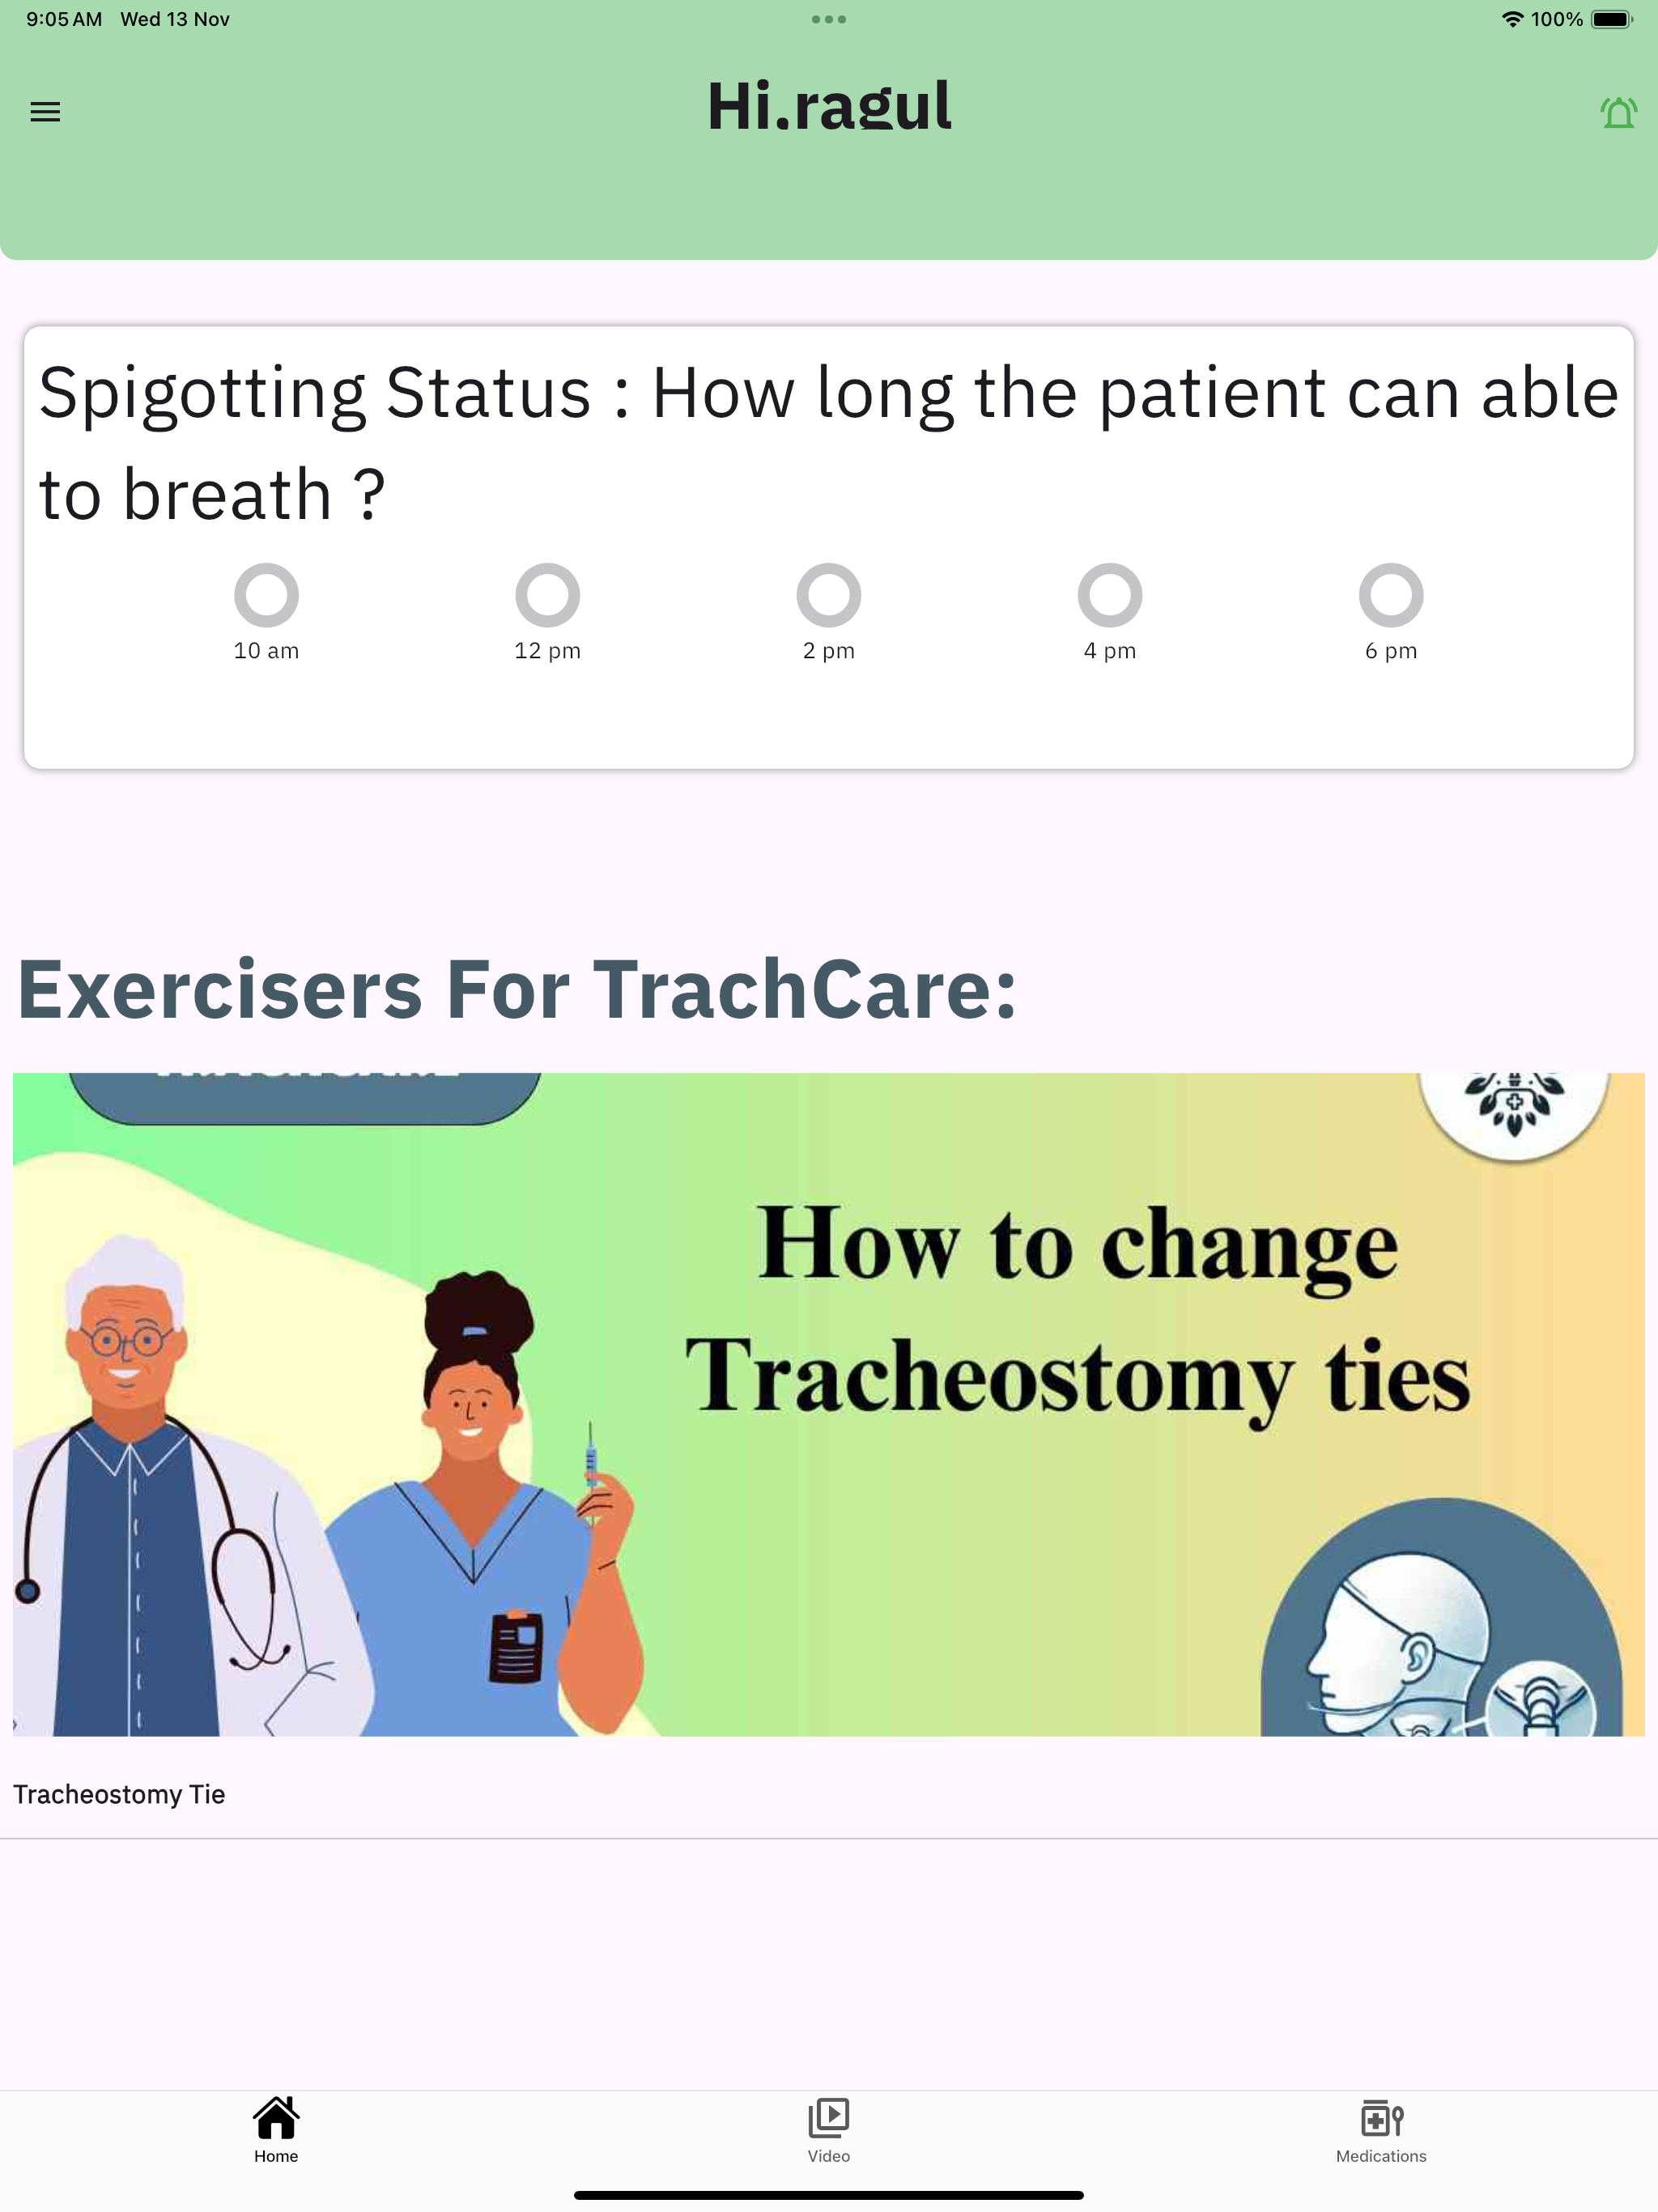 9:05 AM Wed 13 Nov
100%
Hi.ragul
Spigotting Status : How long the patient can able
to breath ?
10 am 12 pm 2 pm 4 pm 6 pm
Exercisers For TrachCare:
How to change
Tracheostomy ties
Tracheostomy Tie
Home Video Medications